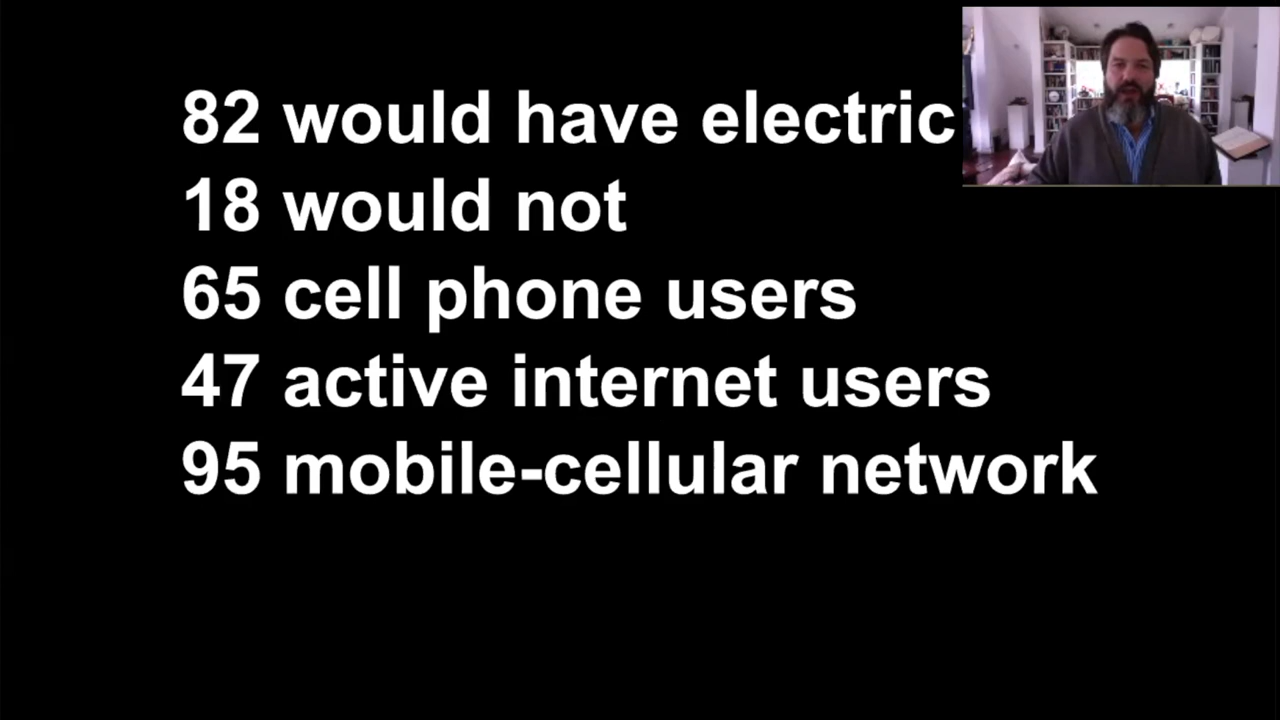 82 would have electric
18 would not
65 cell phone users
47 active internet users
95 mobile-cellular network